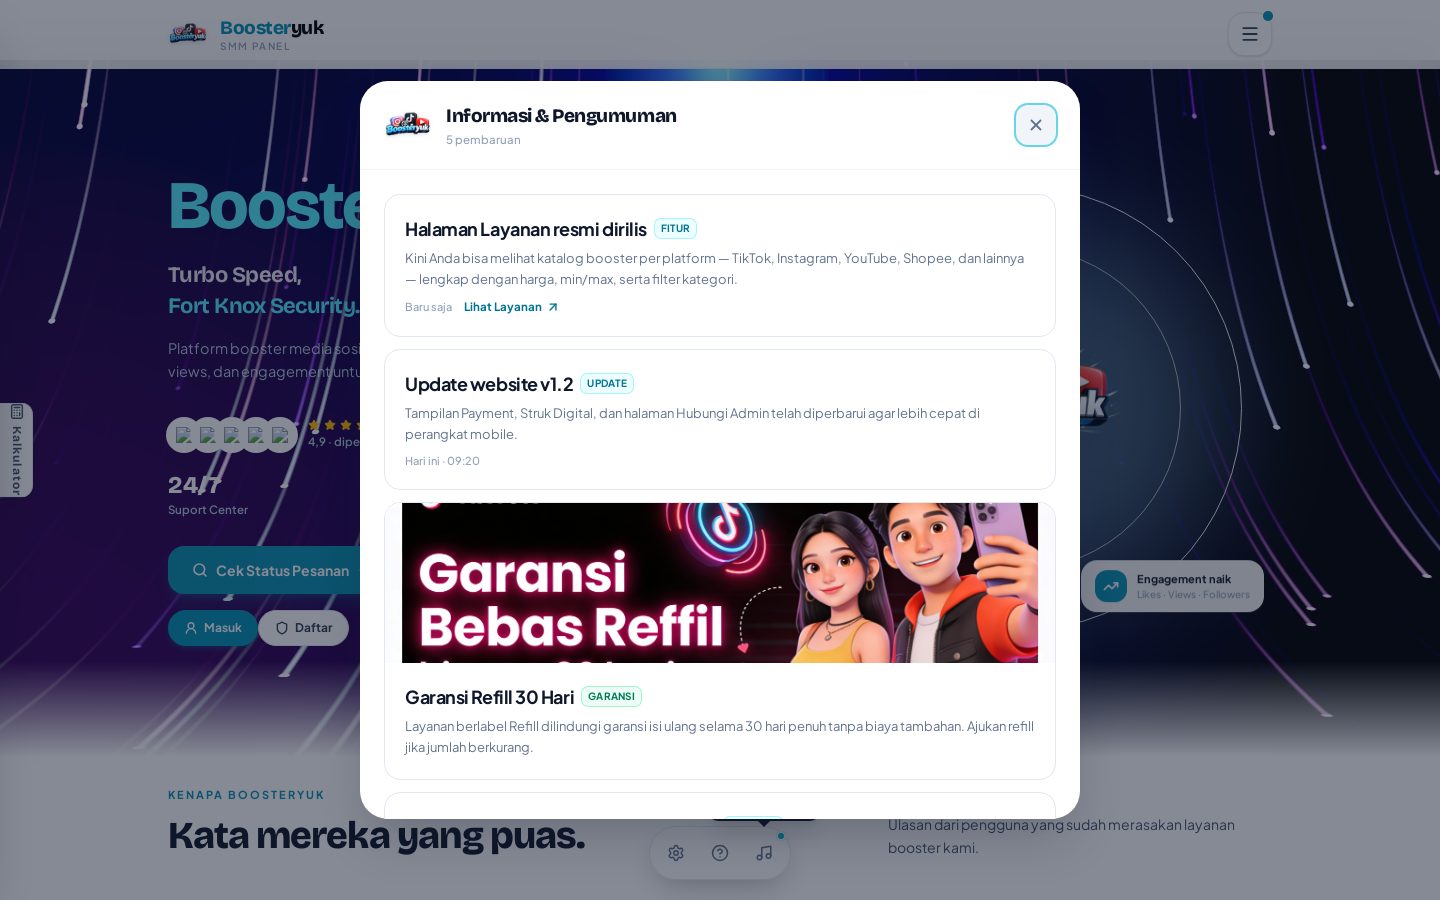 Boosteryuk
SMM PANEL
Informasi & Pengumuman
5 pembaruan
Halaman Layanan resmi dirilis FITUR
Kini Anda bisa melihat katalog booster per platform — TikTok, Instagram, YouTube, Shopee, dan lainnya
— lengkap dengan harga, min/max, serta filter kategori.
Baru saja Lihat Layanan
Update website v1.2 UPDATE
Tampilan Payment, Struk Digital, dan halaman Hubungi Admin telah diperbarui agar lebih cepat di
perangkat mobile.
Hari ini · 09:20
Garansi
Bebas Reffil
Garansi Refill 30 Hari GARANSI
Layanan berlabel Refill dilindungi garansi isi ulang selama 30 hari penuh tanpa biaya tambahan. Ajukan refill
jika jumlah berkurang.
Booste
Turbo Speed,
Fort Knox Security.
Platform booster media sosi
views, dan engagement untu
4,9 · dipe
24/7
Suport Center
Cek Status Pesanan
Masuk Daftar
Kalkulator
Engagement naik
Likes · Views · Followers
KENAPA BOOSTERYUK
Kata mereka yang puas.
Ulasan dari pengguna yang sudah merasakan layanan
booster kami.